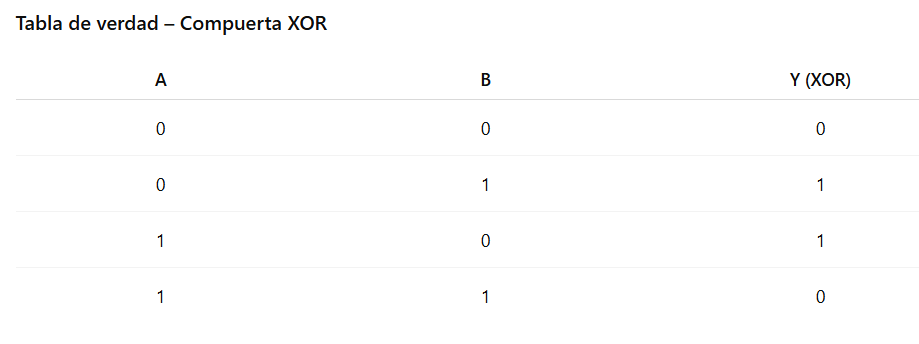 Tabla de verdad – Compuerta XOR
A B Y (XOR)
0 0 0
0 1 1
1 0 1
1 1 0